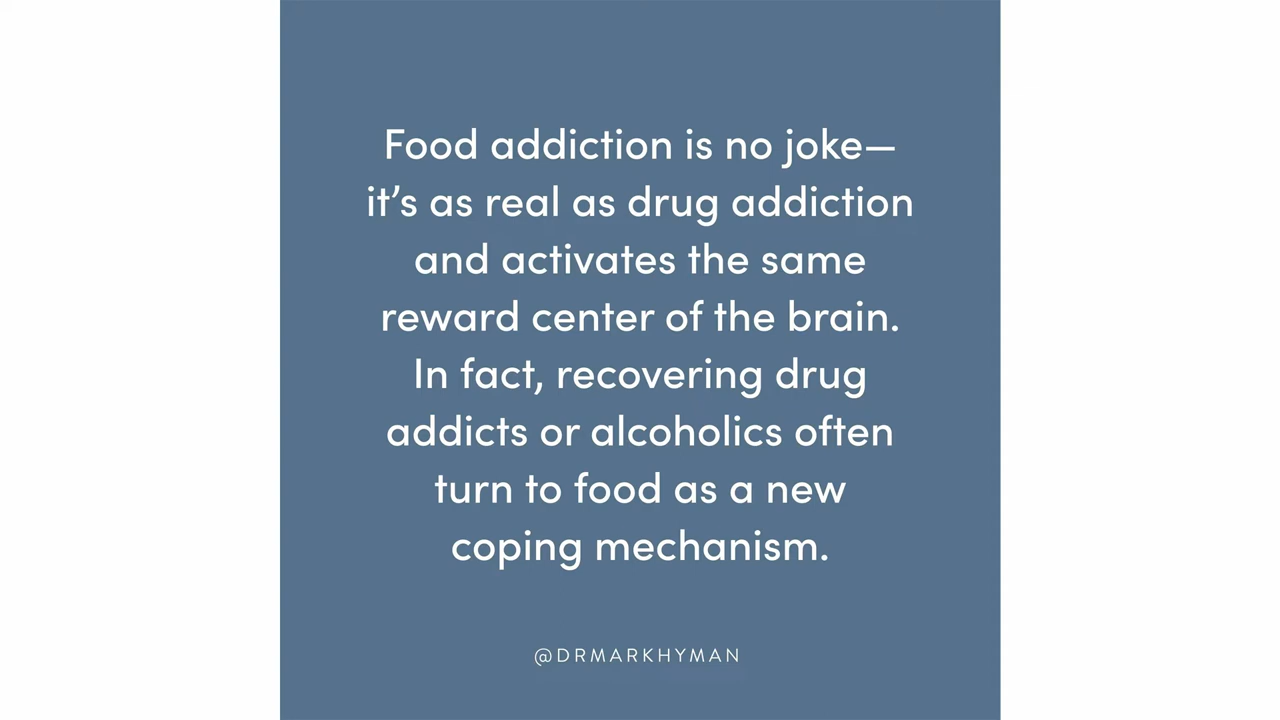 Food addiction is no joke—
it’s as real as drug addiction
and activates the same
reward center of the brain.
In fact, recovering drug
addicts or alcoholics often
turn to food as a new
coping mechanism.
@DRMARKHYMAN